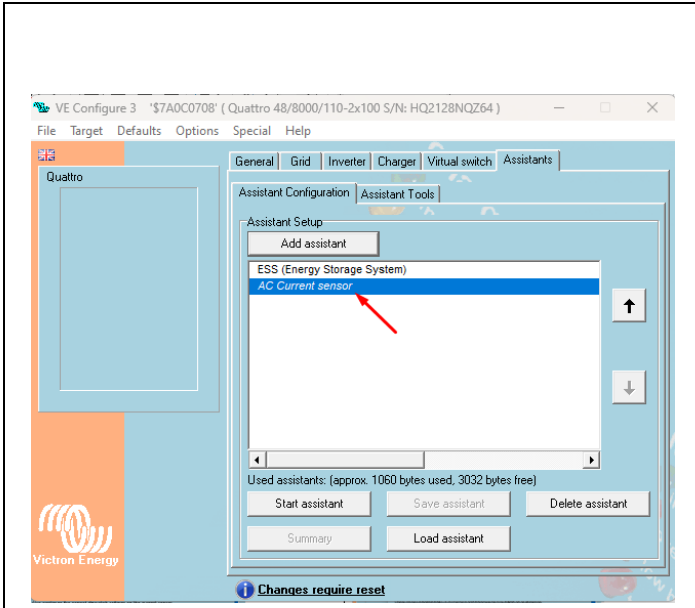 VE Configure 3 '$7A0C0708' ( Quattro 48/8000/110-2x100 S/N: HQ2128NQZ64 )
File Target Defaults Options Special Help
General Grid Inverter Charger Virtual switch Assistants
Quattro
Assistant Configuration Assistant Tools
Assistant Setup
Add assistant
ESS (Energy Storage System)
AC Current sensor
Used assistants: (approx. 1060 bytes used, 3032 bytes free)
Start assistant Save assistant Delete assistant
Summary Load assistant
Victron Energy
Changes require reset